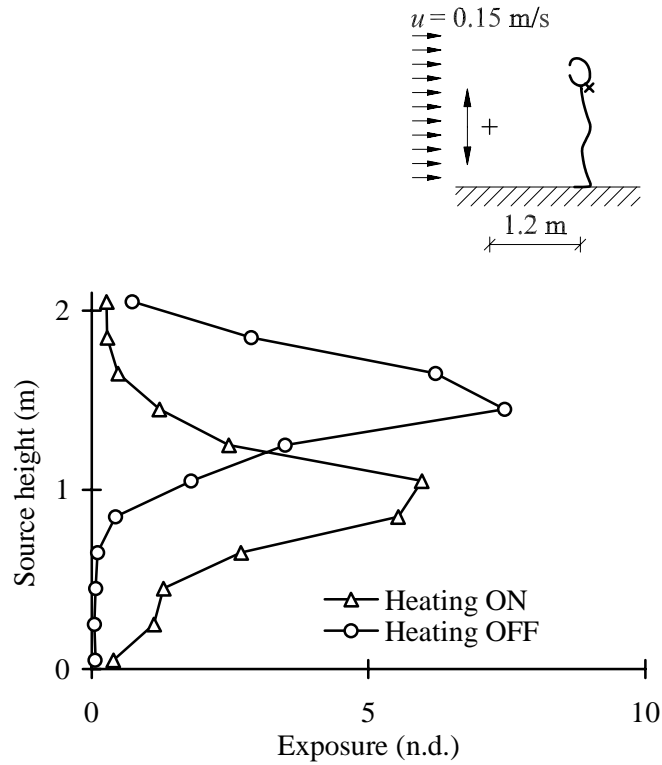 u = 0.15 m/s
1.2 m
2
1
0
Source height (m)
Heating ON
Heating OFF
0 5 10
Exposure (n.d.)